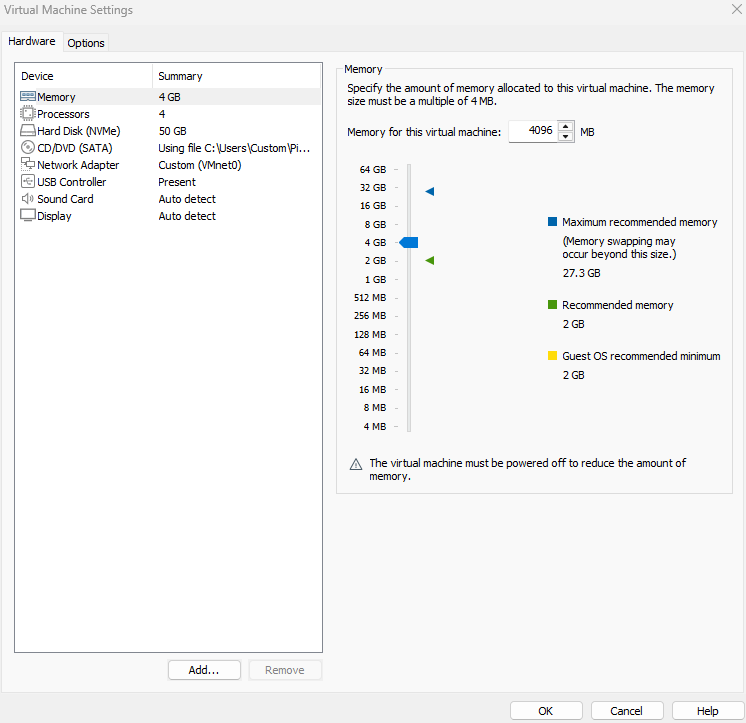 Virtual Machine Settings
Hardware
Options
Device Summary
Memory 4 GB
Processors 4
Hard Disk (NVMe) 50 GB
CD/DVD (SATA) Using file C:\Users\Custom\Pi...
Network Adapter Custom (VMnet0)
USB Controller Present
Sound Card Auto detect
Display Auto detect
Add...
Remove
Memory
Specify the amount of memory allocated to this virtual machine. The memory
size must be a multiple of 4 MB.
Memory for this virtual machine: 4096 MB
64 GB
32 GB
16 GB
8 GB
4 GB
2 GB
1 GB
512 MB
256 MB
128 MB
64 MB
32 MB
16 MB
8 MB
4 MB
Maximum recommended memory
(Memory swapping may
occur beyond this size.)
27.3 GB
Recommended memory
2 GB
Guest OS recommended minimum
2 GB
The virtual machine must be powered off to reduce the amount of
memory.
OK
Cancel
Help